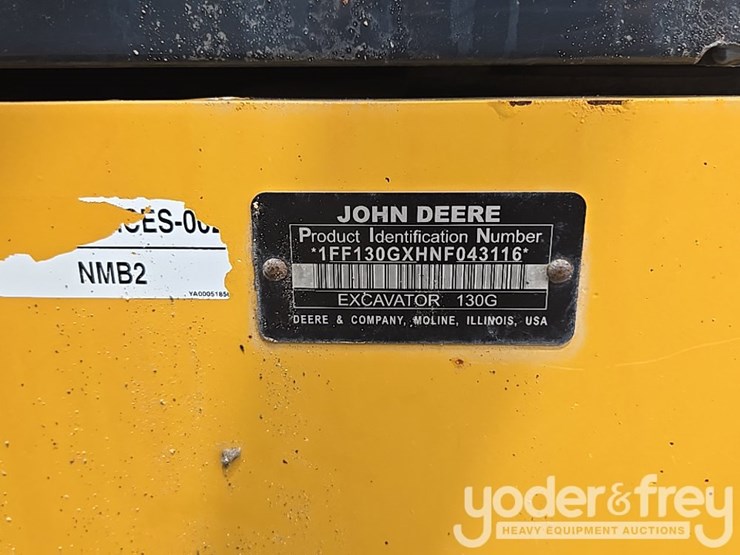 JOHN DEERE
Product Identification Number
*1FF130GXHNF043116*
EXCAVATOR 130G
DEERE & COMPANY, MOLINE, ILLINOIS, USA
NMB2
yoder&frey
HEAVY EQUIPMENT AUCTIONS